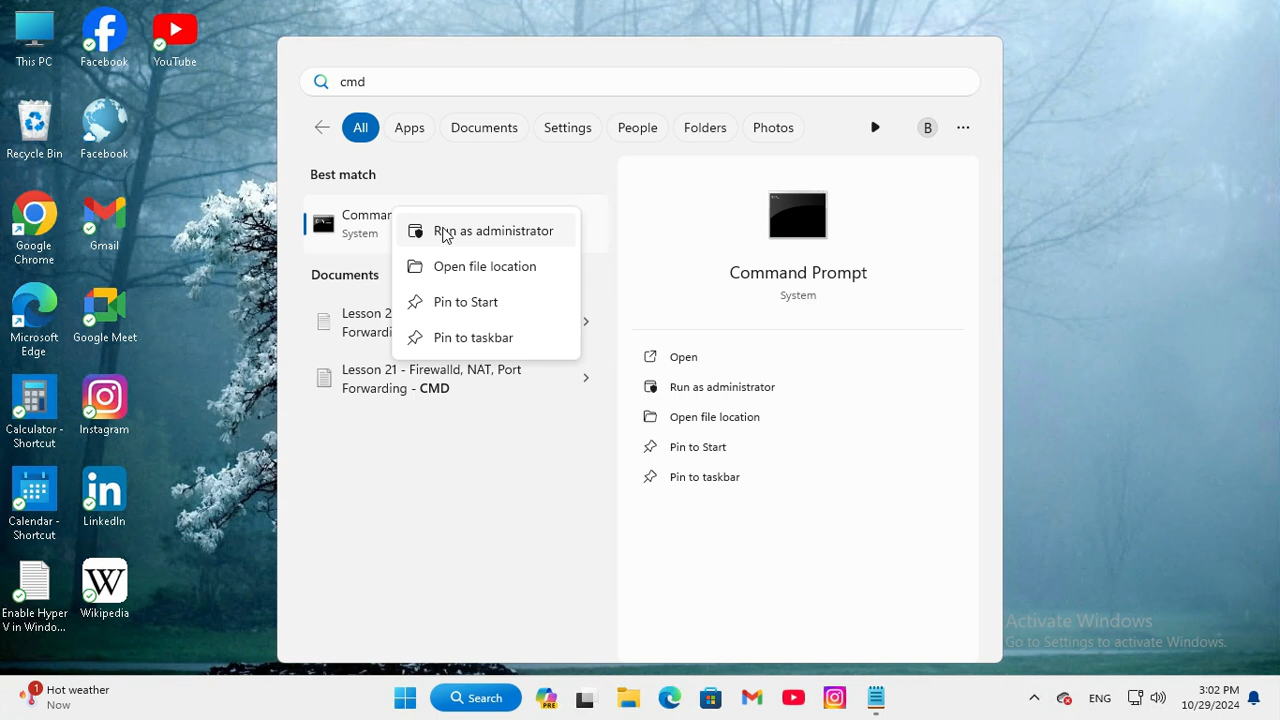 This PC
Facebook
YouTube
Recycle Bin
Facebook
Google
Chrome
Gmail
Microsoft
Edge
Google Meet
Calculator -
Shortcut
Instagram
Calendar -
Shortcut
LinkedIn
Enable Hyper
V in Windo...
Wikipedia
cmd
All
Apps
Documents
Settings
People
Folders
Photos
B
Best match
System
Run as administrator
Open file location
Pin to Start
Pin to taskbar
Documents
Lesson 2
Lesson 21 - Firewalld, NAT, Port
Forwarding - CMD
Command Prompt
System
Open
Run as administrator
Open file location
Pin to Start
Pin to taskbar
Activate Windows
Go to Settings to activate Windows.
1
Hot weather
Now
Search
PRE
ENG
3:02 PM
10/29/2024